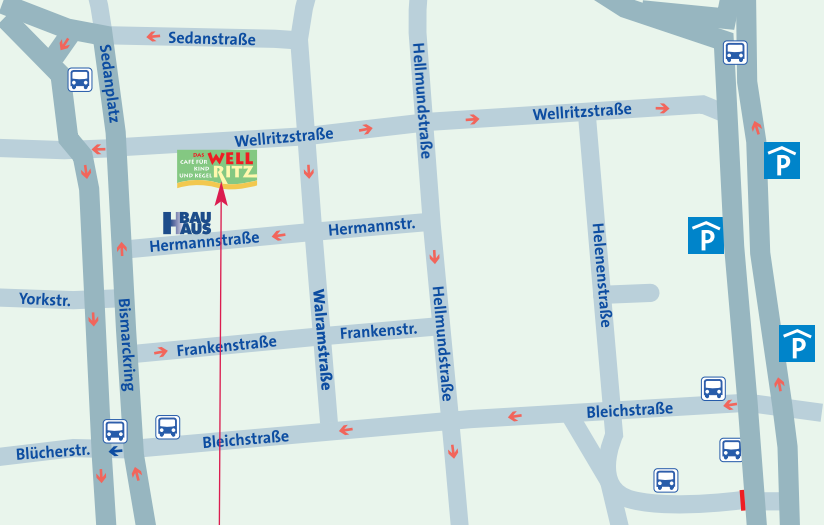 Sedanstraße
Sedanplatz
Hellmundstraße
Wellritzstraße
Wellritzstraße
DAS
WELL
RITZ
CAFÉ FÜR
KIND
UND KEGEL
P
BAU
HAUS
Hermannstraße
Hermannstr.
Helenenstraße
P
Yorkstr.
Bismarckring
Walramstraße
Hellmundstraße
Frankenstraße
Frankenstr.
P
Bleichstraße
Bleichstraße
Blücherstr.